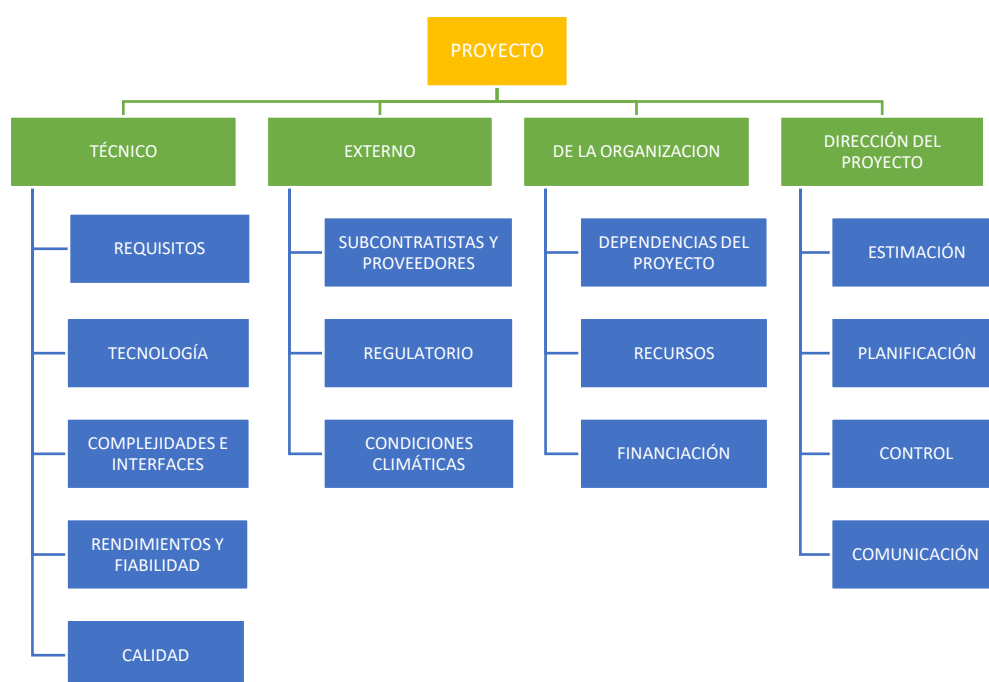 PROYECTO
TÉCNICO
EXTERNO
DE LA ORGANIZACION
DIRECCIÓN DEL
PROYECTO
REQUISITOS
TECNOLOGÍA
COMPLEJIDADES E
INTERFACES
RENDIMIENTOS Y
FIABILIDAD
CALIDAD
SUBCONTRATISTAS Y
PROVEEDORES
REGULATORIO
CONDICIONES
CLIMÁTICAS
DEPENDENCIAS DEL
PROYECTO
RECURSOS
FINANCIACIÓN
ESTIMACIÓN
PLANIFICACIÓN
CONTROL
COMUNICACIÓN